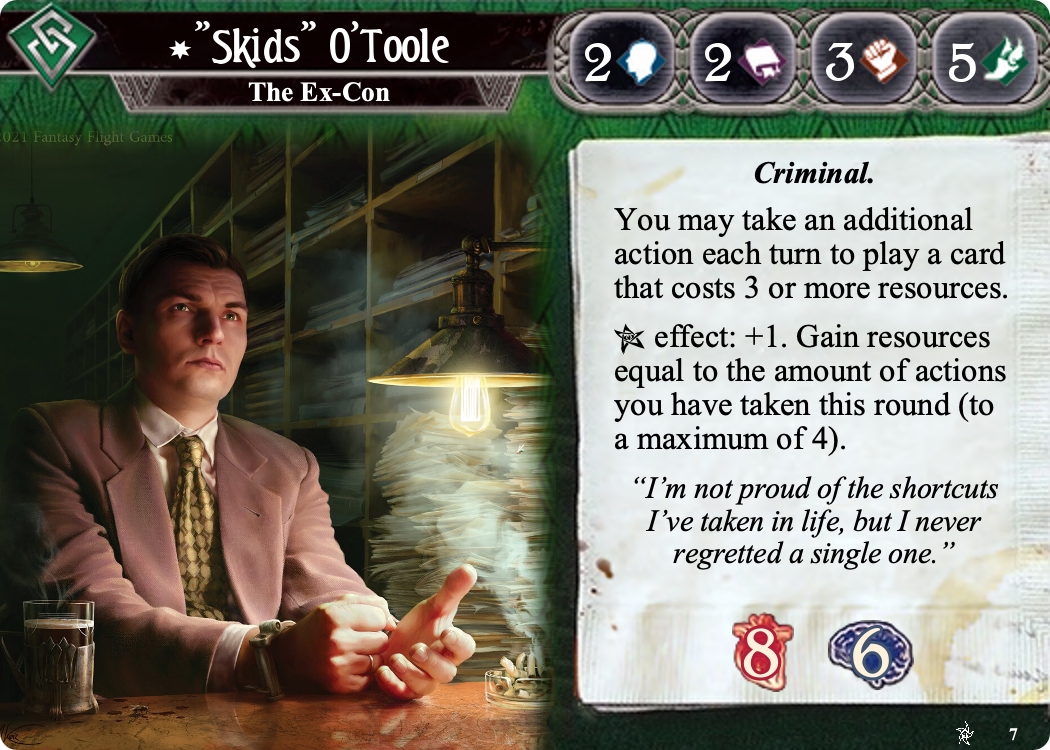 "Skids" O'Toole
The Ex-Con
2 2 3 5
021 Fantasy Flight Games
Criminal.
You may take an additional
action each turn to play a card
that costs 3 or more resources.
effect: +1. Gain resources
equal to the amount of actions
you have taken this round (to
a maximum of 4).
“I’m not proud of the shortcuts
I’ve taken in life, but I never
regretted a single one.”
8 6
7